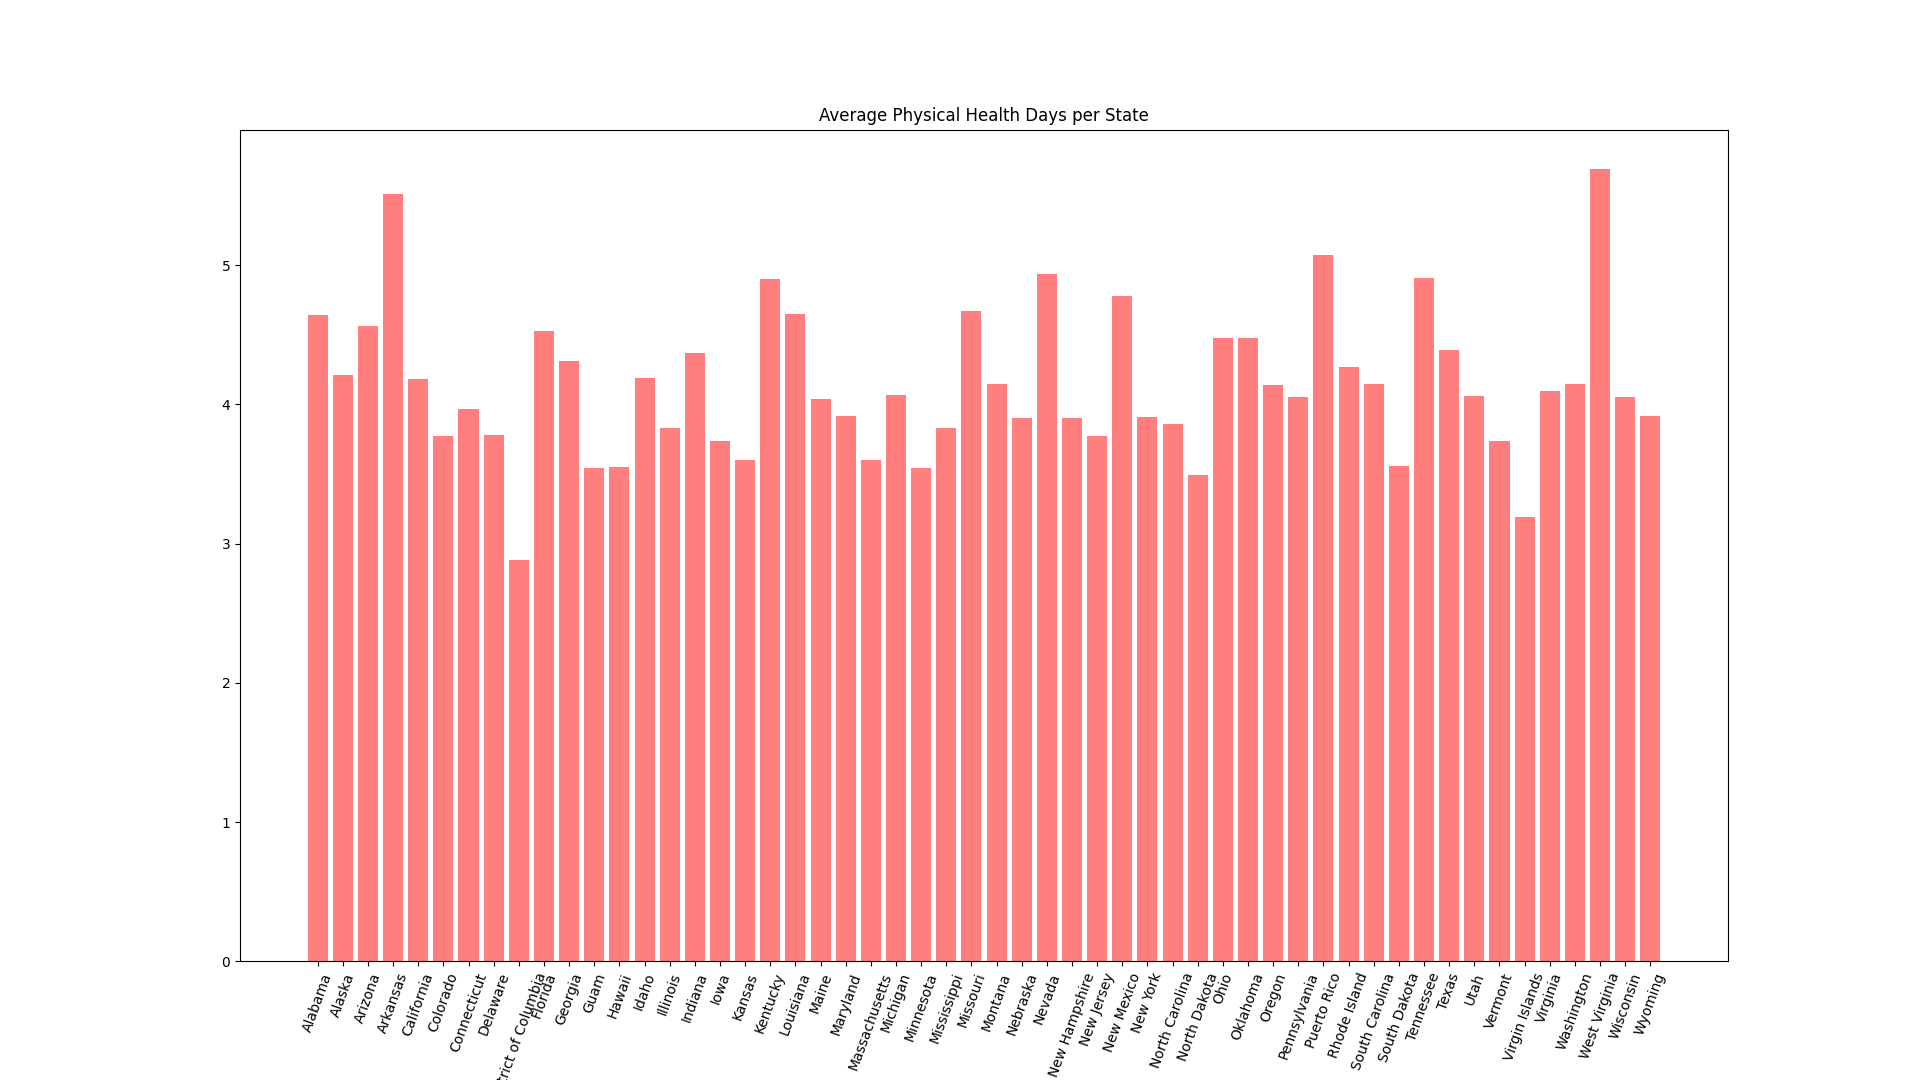 Average Physical Health Days per State
5
4
3
2
1
0
Alabama
Alaska
Arizona
Arkansas
California
Colorado
Connecticut
Delaware
trict of Columbia
Florida
Georgia
Guam
Hawaii
Idaho
Illinois
Indiana
Iowa
Kansas
Kentucky
Louisiana
Maine
Maryland
Massachusetts
Michigan
Minnesota
Mississippi
Missouri
Montana
Nebraska
Nevada
New Hampshire
New Jersey
New Mexico
New York
North Carolina
North Dakota
Ohio
Oklahoma
Oregon
Pennsylvania
Puerto Rico
Rhode Island
South Carolina
South Dakota
Tennessee
Texas
Utah
Vermont
Virgin Islands
Virginia
Washington
West Virginia
Wisconsin
Wyoming